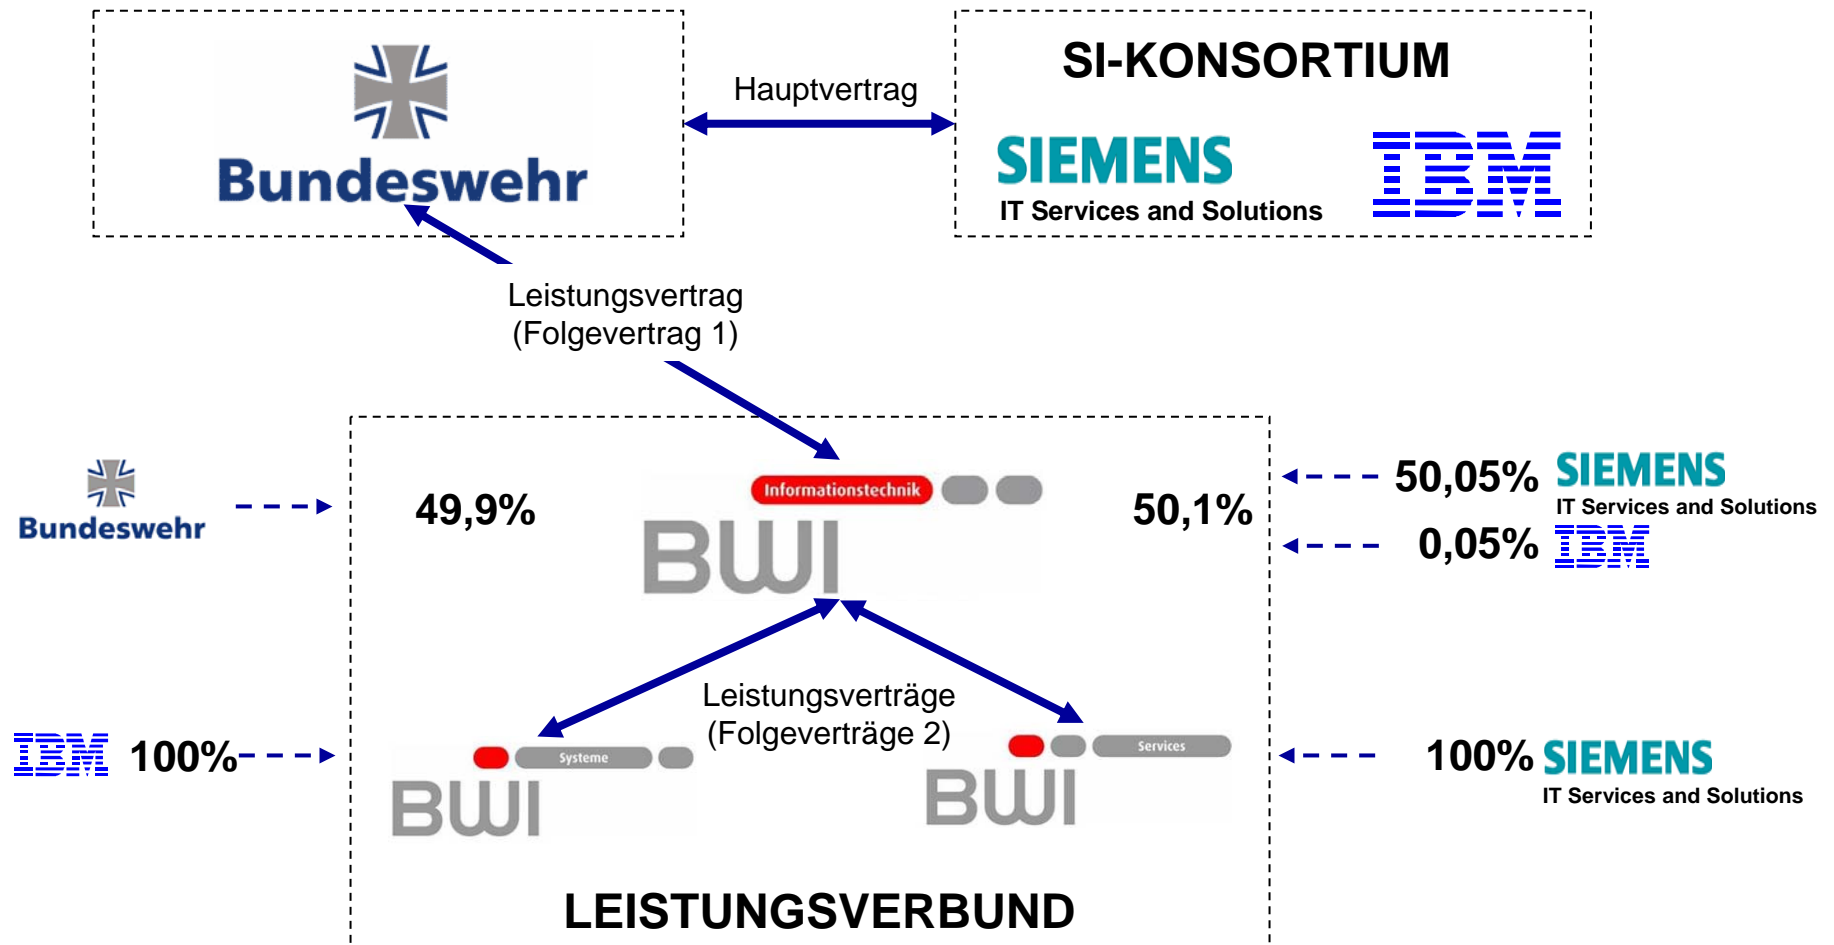 SI-KONSORTIUM
Hauptvertrag
Bundeswehr
SIEMENS
IT Services and Solutions
IBM
Leistungsvertrag
(Folgevertrag 1)
Bundeswehr
49,9%
Informationstechnik
BWI
50,1%
50,05%
SIEMENS
IT Services and Solutions
0,05%
IBM
Leistungsverträge
(Folgeverträge 2)
IBM
100%
Systeme
BWI
Services
BWI
100%
SIEMENS
IT Services and Solutions
LEISTUNGSVERBUND